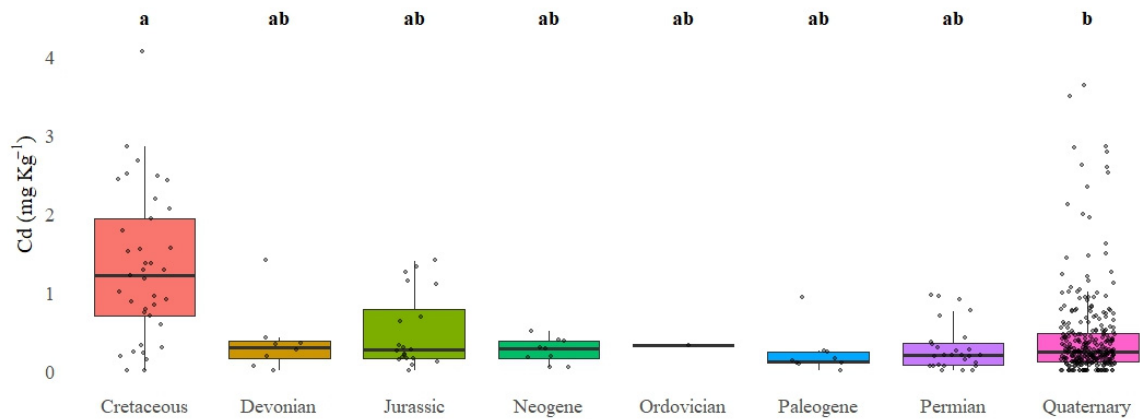 a ab ab ab ab ab ab b
4
3
2
1
0
Cd (mg Kg⁻¹)
Cretaceous Devonian Jurassic Neogene Ordovician Paleogene Permian Quaternary